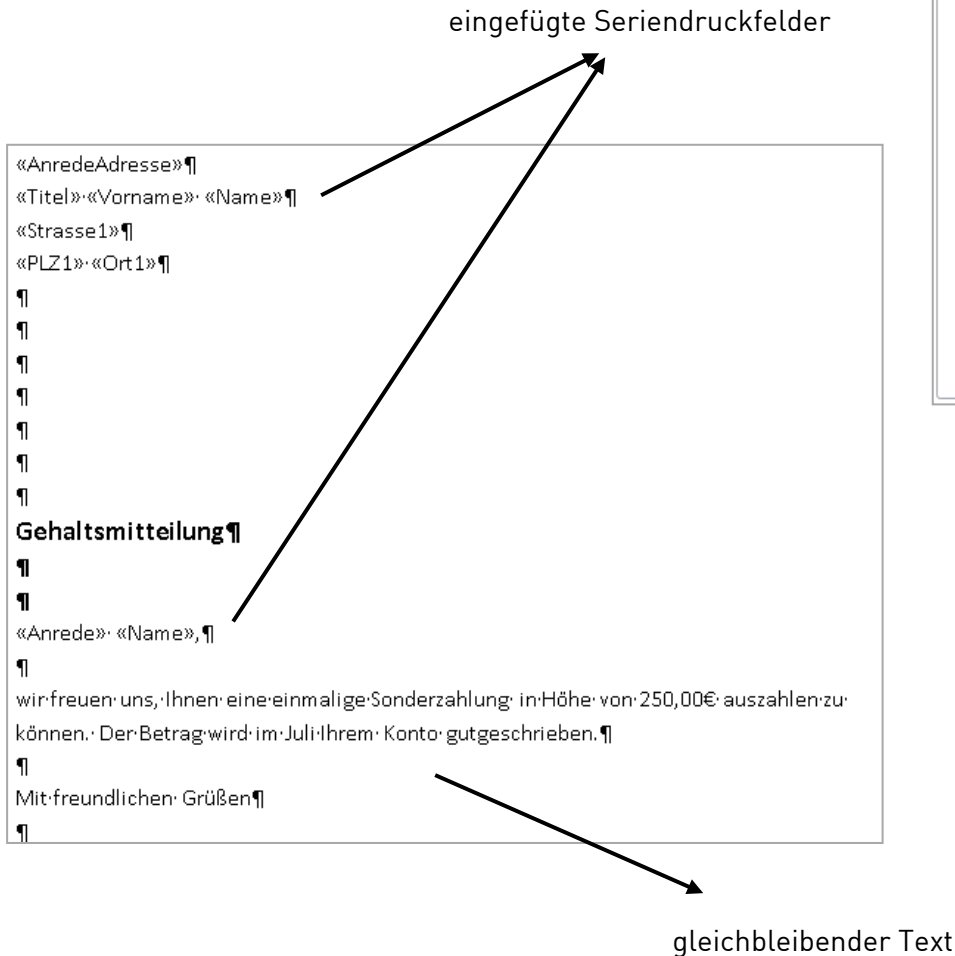 eingefügte Seriendruckfelder
«AnredeAdresse»¶
«Titel»·«Vorname»·«Name»¶
«Strasse1»¶
«PLZ1»·«Ort1»¶
¶
¶
¶
¶
¶
¶
¶
Gehaltsmitteilung¶
¶
¶
«Anrede»·«Name»,¶
¶
wir·freuen·uns,·Ihnen·eine·einmalige·Sonderzahlung·in·Höhe·von·250,00€·auszahlen·zu·
können.·Der·Betrag·wird·im·Juli·Ihrem·Konto·gutgeschrieben.¶
¶
Mit·freundlichen·Grüßen¶
¶
gleichbleibender Text